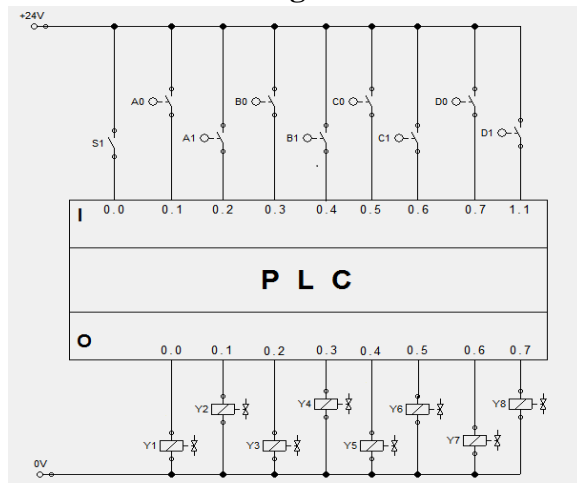 +24V
A0 B0 C0 D0
S1 A1 B1 C1 D1
I 0.0 0.1 0.2 0.3 0.4 0.5 0.6 0.7 1.1
P L C
O 0.0 0.1 0.2 0.3 0.4 0.5 0.6 0.7
Y2 Y4 Y6 Y8
Y1 Y3 Y5 Y7
0V